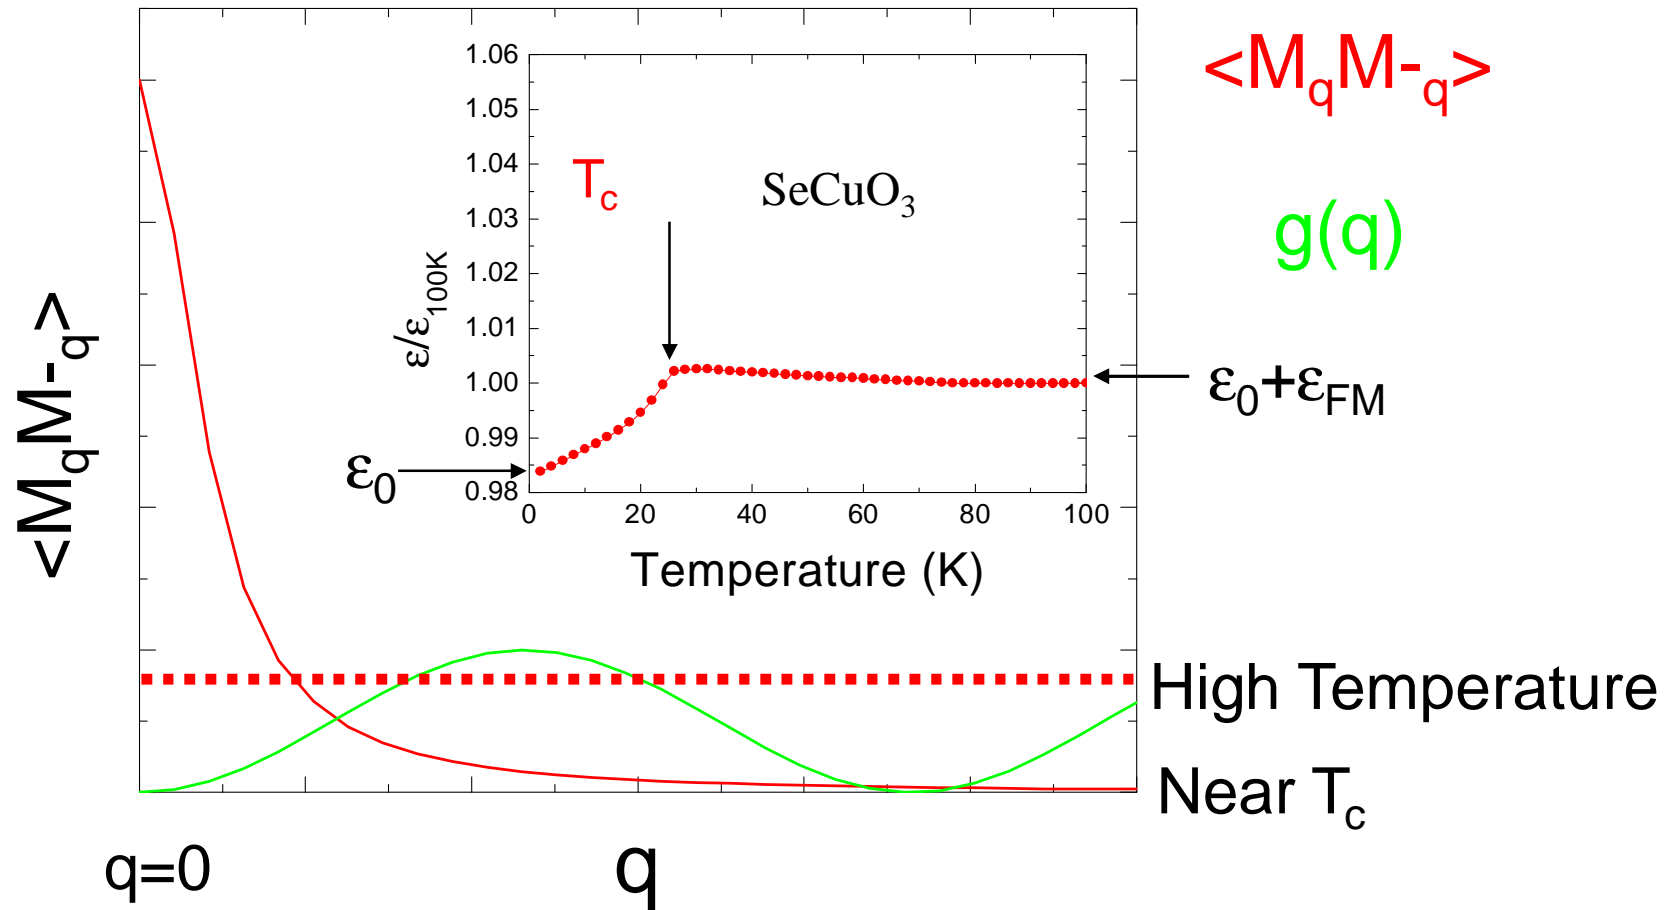 <MqM-q>
g(q)
1.06
1.05
1.04
1.03
1.02
1.01
1.00
0.99
0.98
ε/ε100K
Tc
SeCuO3
ε0+εFM
ε0
0 20 40 60 80 100
Temperature (K)
<MqM-q>
High Temperature
Near Tc
q=0
q